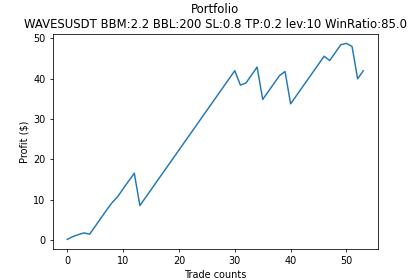 Portfolio
WAVESUSDT BBM:2.2 BBL:200 SL:0.8 TP:0.2 lev:10 WinRatio:85.0
50
40
30
20
10
0
Profit ($)
0 10 20 30 40 50
Trade counts